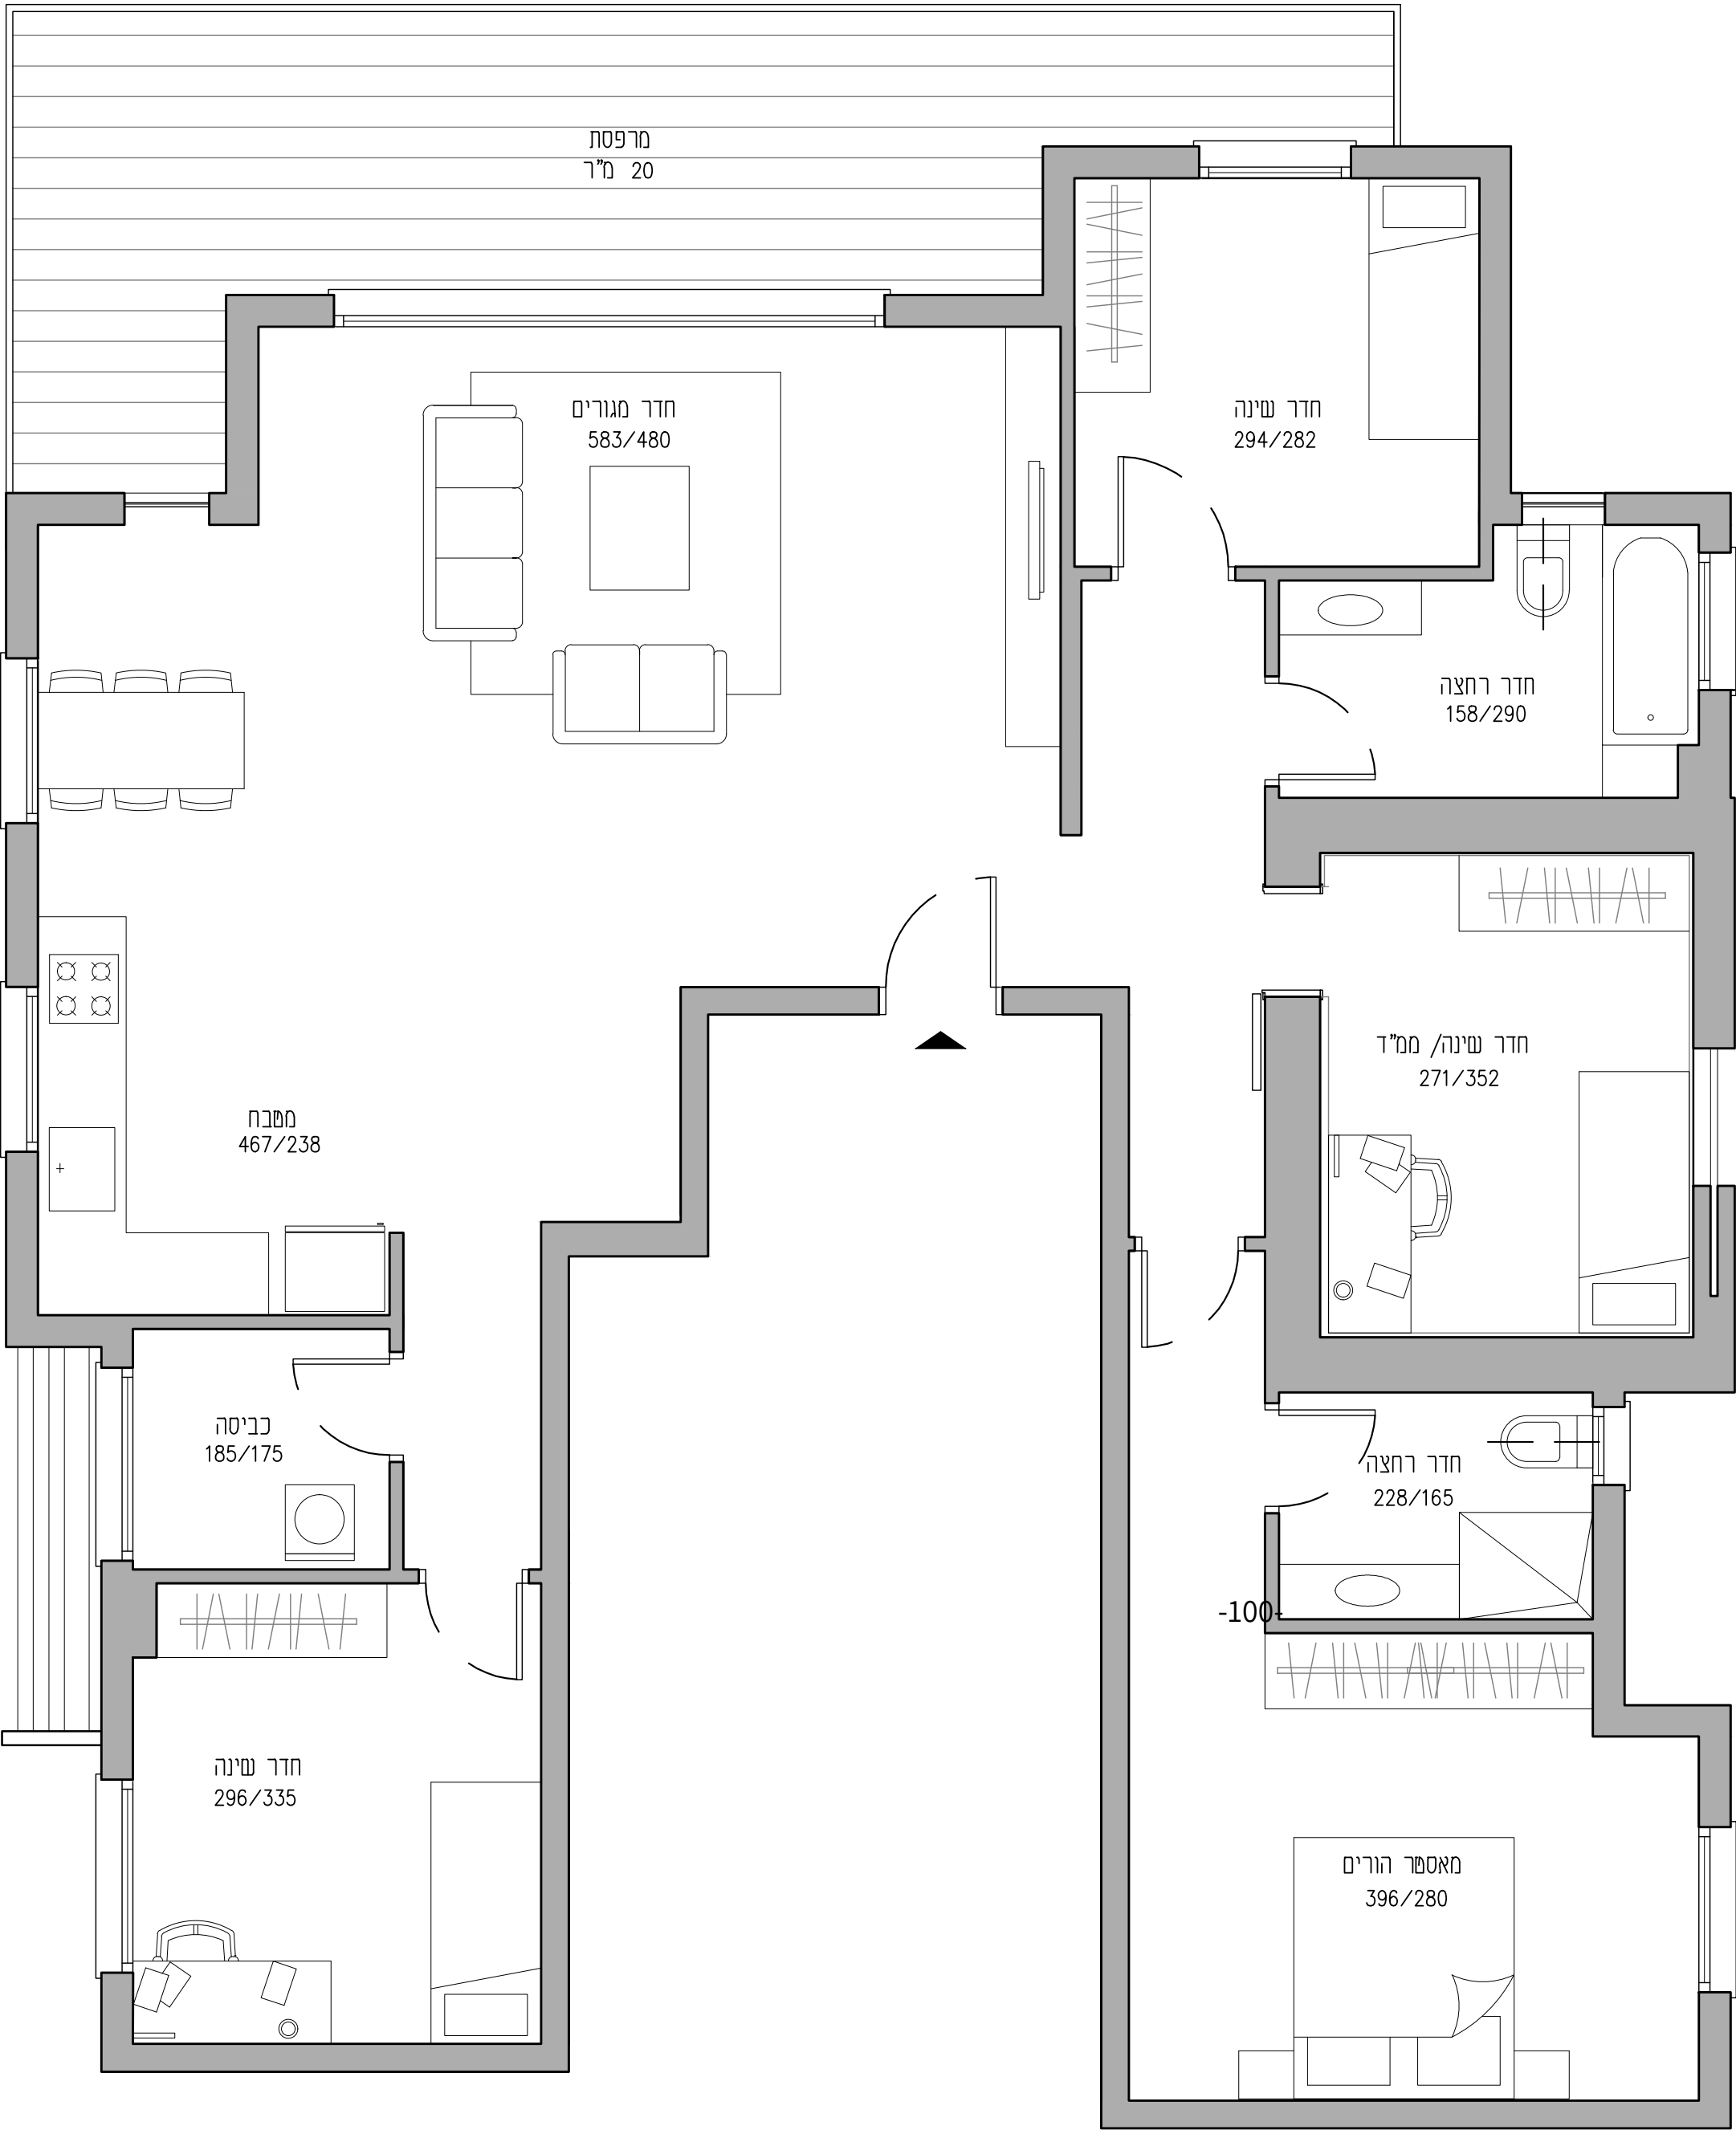 מרפסת
20 מ"ר
חדר מגורים
583/480
חדר שינה
294/282
חדר רחצה
158/290
חדר שינה/ ממ"ד
271/352
מטבח
467/238
כביסה
185/175
חדר רחצה
228/165
-100-
חדר שינה
296/335
מאסטר הורים
396/280